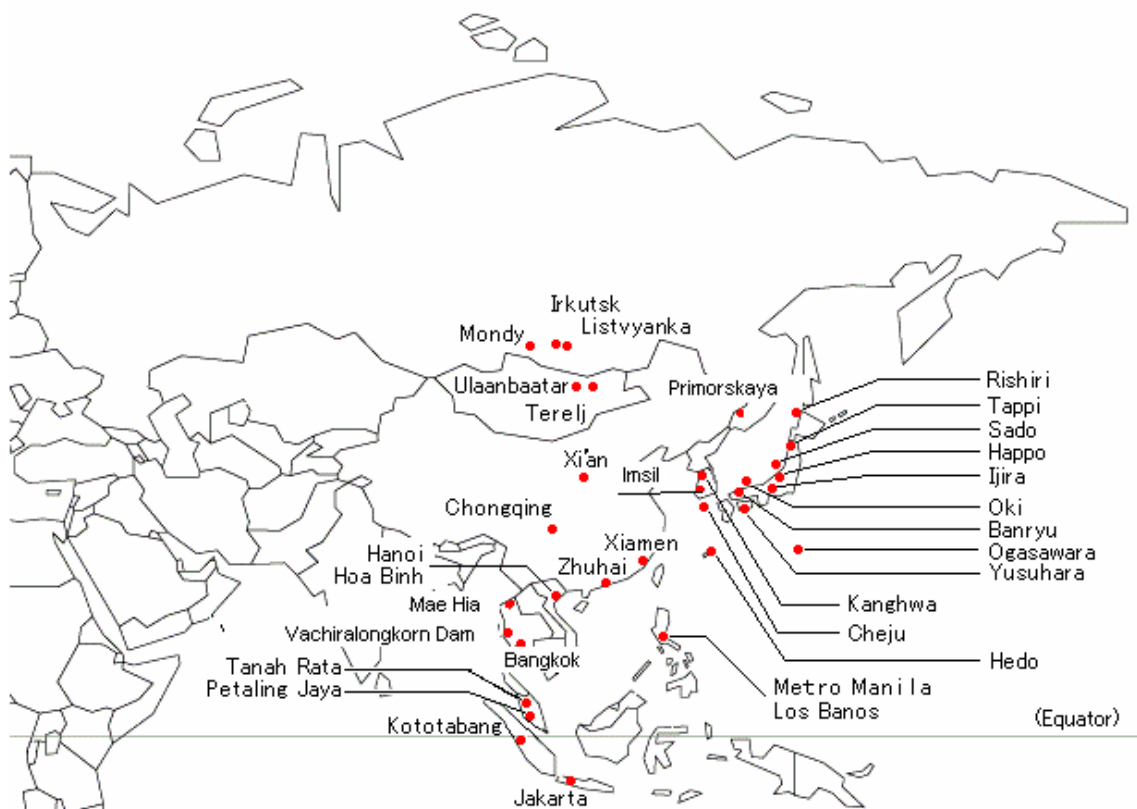 Irkutsk
Listvyanka
Mondy
Ulaanbaatar
Terelj
Primorskaya
Rishiri
Tappi
Sado
Happo
Ijira
Oki
Banryu
Ogasawara
Yusuhara
Xi'an
Imsil
Chongqing
Xiamen
Hanoi
Hoa Binh
Zhuhai
Mae Hia
Kanghwa
Cheju
Hedo
Vachiralongkorn Dam
Bangkok
Tanah Rata
Petaling Jaya
Metro Manila
Los Banos
Kototabang
(Equator)
Jakarta